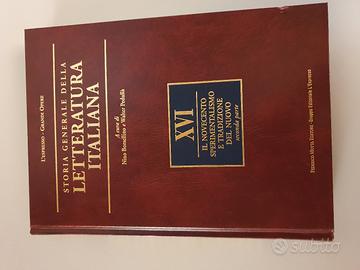 L'ESPRESSO - GRANDI OPERE
STORIA GENERALE DELLA
LETTERATURA
ITALIANA
A cura di
Nino Borsellino e Walter Pedullà
XVI
IL NOVECENTO
SPERIMENTALISMO
E TRADIZIONE
DEL NUOVO
seconda parte
FEDERICO MOTTA EDITORE - GRUPPO EDITORIALE L'ESPRESSO
subito